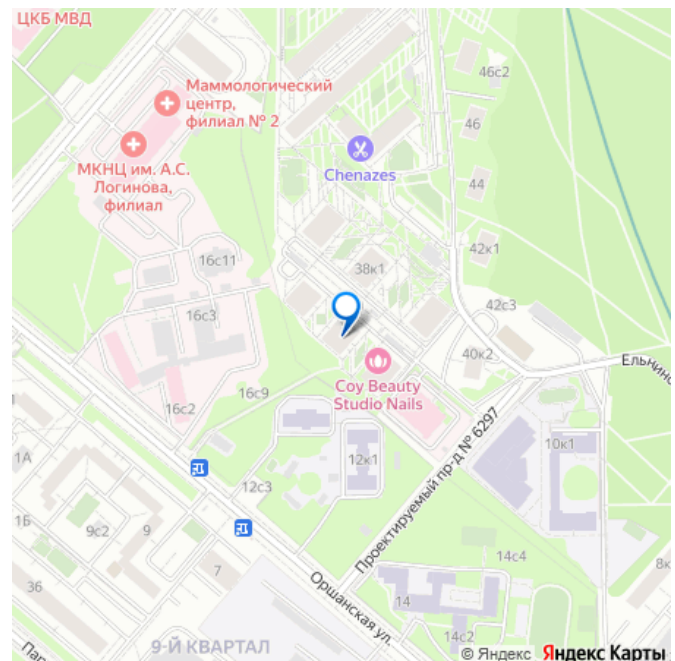 ЦКБ МВД
Маммологический
центр,
филиал № 2
МКНЦ им. А.С.
Логинова,
филиал
Chenazes
46с2
46
44
42к1
38к1
16с11
16с3
42с3
40к2
Coy Beauty
Studio Nails
16с9
16с2
12к1
12с3
10к1
Проектируемый пр-д № 6297
1А
1Б
9с2
9
7
36
14с4
14
14с2
8к
Оршанская ул.
9-Й КВАРТАЛ
© Яндекс Яндекс Карты